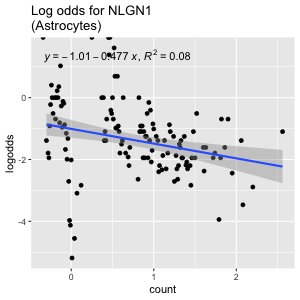 Log odds for NLGN1
(Astrocytes)
y = −1.01 − 0.477 x, R² = 0.08
0
-2
-4
logodds
0
1
2
count